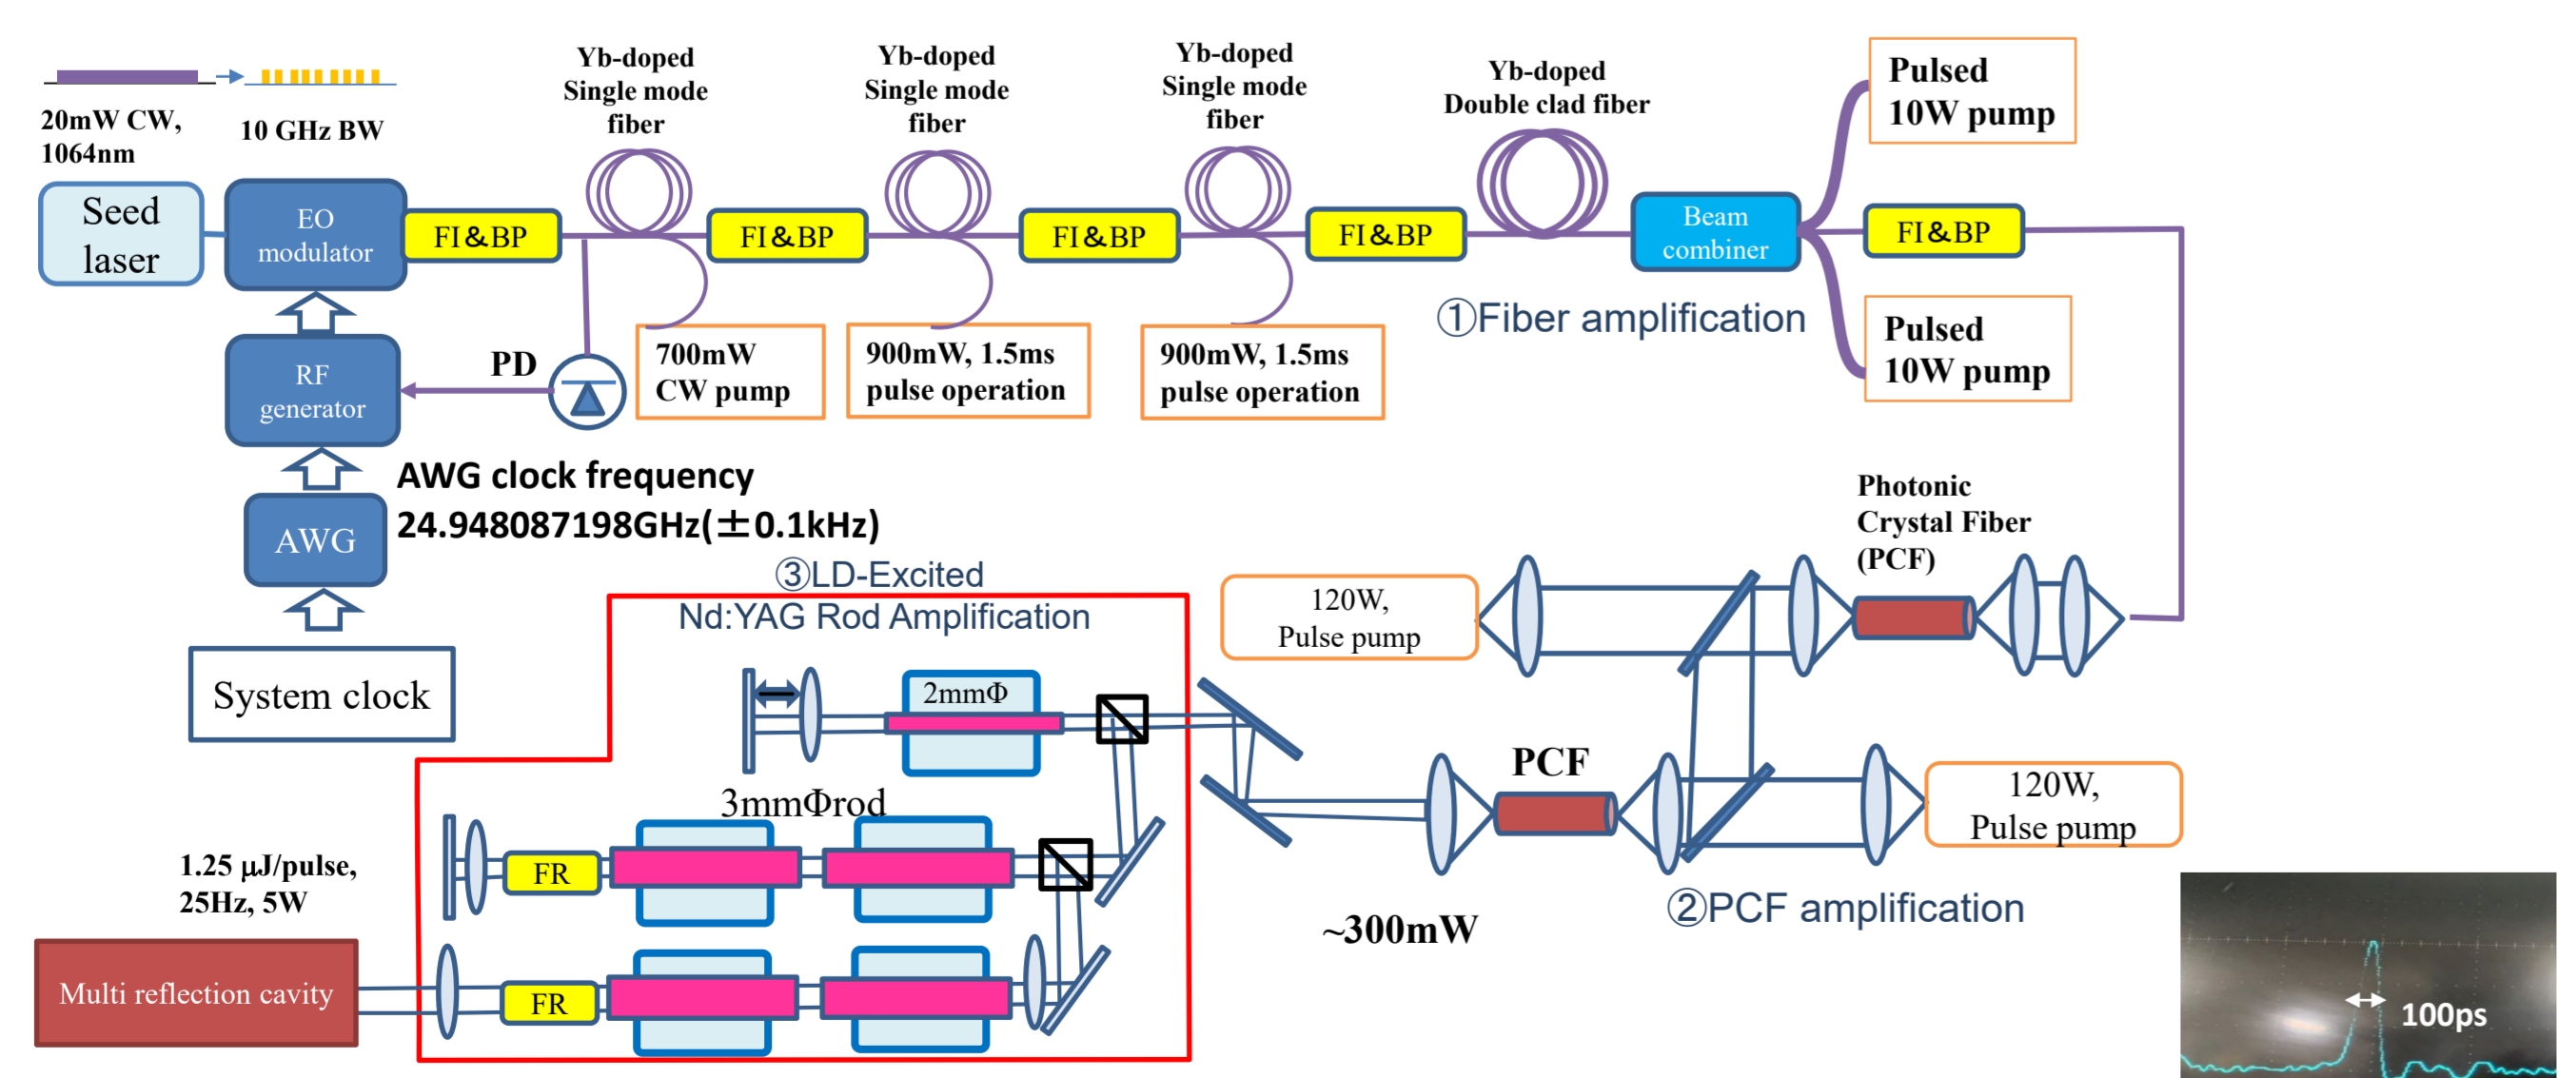 20mW CW,
1064nm
10 GHz BW
Yb-doped
Single mode
fiber
Yb-doped
Single mode
fiber
Yb-doped
Single mode
fiber
Yb-doped
Double clad fiber
Pulsed
10W pump
Seed
laser
EO
modulator
FI&BP
FI&BP
FI&BP
FI&BP
Beam
combiner
FI&BP
①Fiber amplification
Pulsed
10W pump
RF
generator
PD
700mW
CW pump
900mW, 1.5ms
pulse operation
900mW, 1.5ms
pulse operation
AWG
AWG clock frequency
24.948087198GHz(±0.1kHz)
System clock
③LD-Excited
Nd:YAG Rod Amplification
120W,
Pulse pump
Photonic
Crystal Fiber
(PCF)
2mmΦ
3mmΦrod
PCF
120W,
Pulse pump
FR
1.25 μJ/pulse,
25Hz, 5W
~300mW
②PCF amplification
Multi reflection cavity
FR
100ps